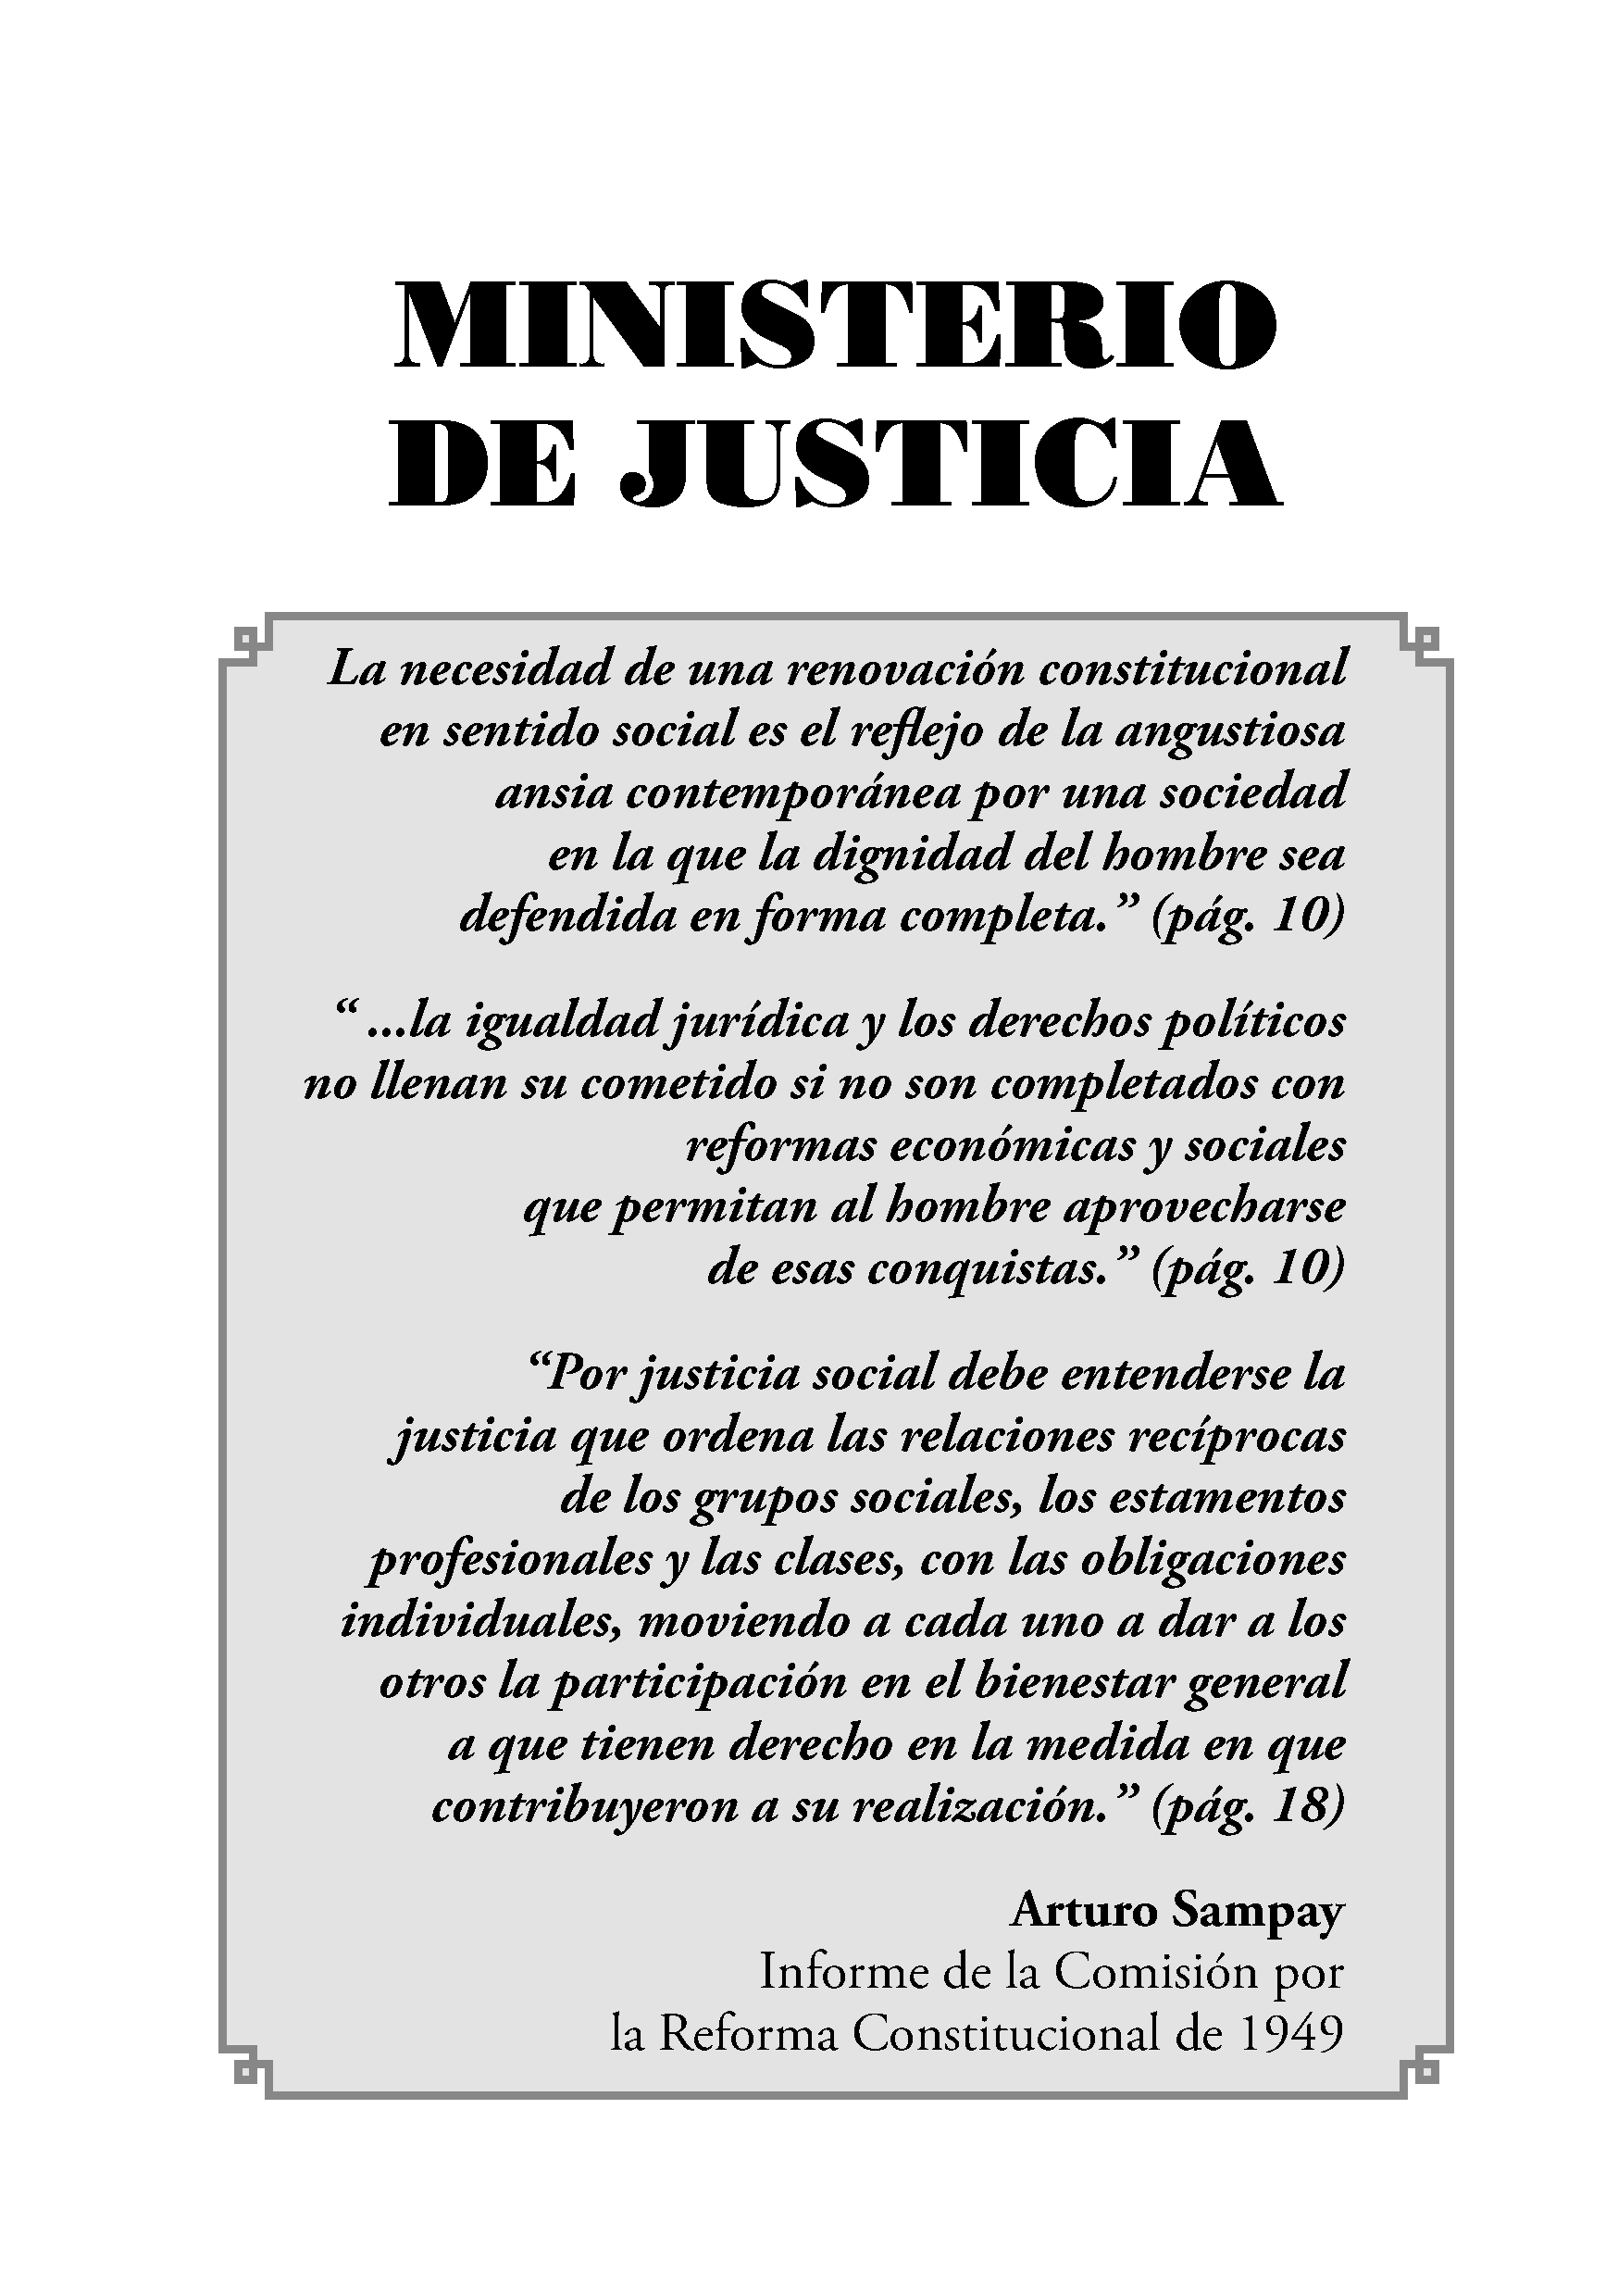 MINISTERIO
DE JUSTICIA
La necesidad de una renovación constitucional
en sentido social es el reflejo de la angustiosa
ansia contemporánea por una sociedad
en la que la dignidad del hombre sea
defendida en forma completa.” (pág. 10)
“ ...la igualdad jurídica y los derechos políticos
no llenan su cometido si no son completados con
reformas económicas y sociales
que permitan al hombre aprovecharse
de esas conquistas.” (pág. 10)
“Por justicia social debe entenderse la
justicia que ordena las relaciones recíprocas
de los grupos sociales, los estamentos
profesionales y las clases, con las obligaciones
individuales, moviendo a cada uno a dar a los
otros la participación en el bienestar general
a que tienen derecho en la medida en que
contribuyeron a su realización.” (pág. 18)
Arturo Sampay
Informe de la Comisión por
la Reforma Constitucional de 1949